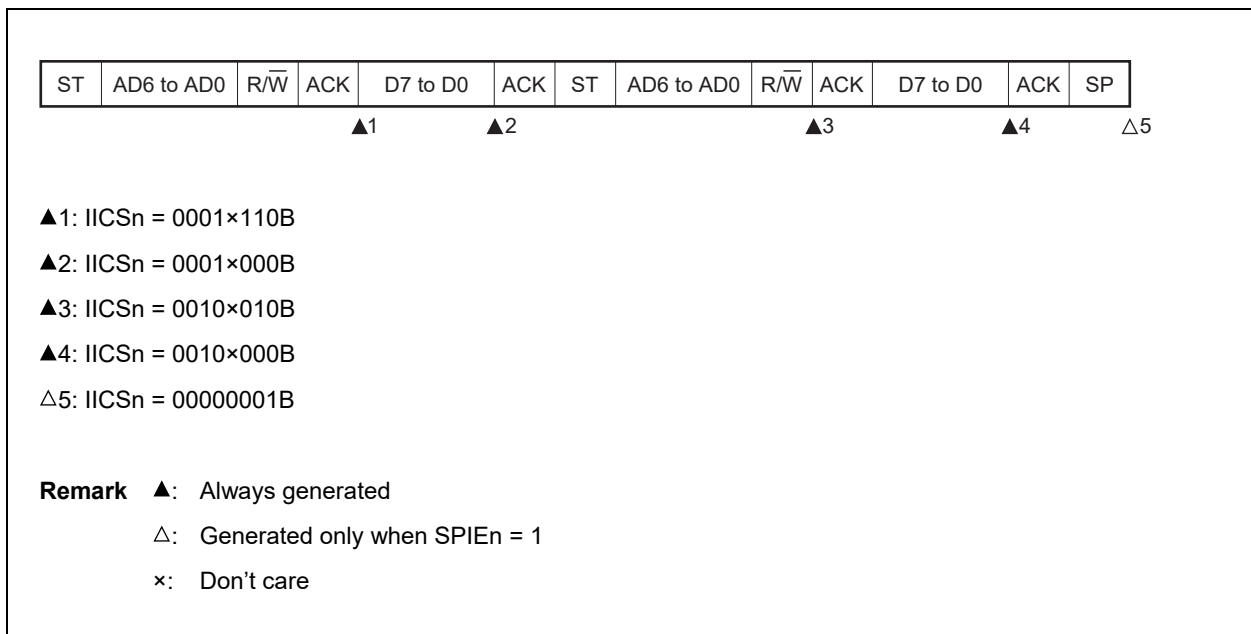 ST AD6 to AD0 R/W̅ ACK D7 to D0 ACK ST AD6 to AD0 R/W̅ ACK D7 to D0 ACK SP
▲1 ▲2 ▲3 ▲4 △5
▲1: IICSn = 0001×110B
▲2: IICSn = 0001×000B
▲3: IICSn = 0010×010B
▲4: IICSn = 0010×000B
△5: IICSn = 00000001B
Remark ▲: Always generated
△: Generated only when SPIEn = 1
×: Don’t care